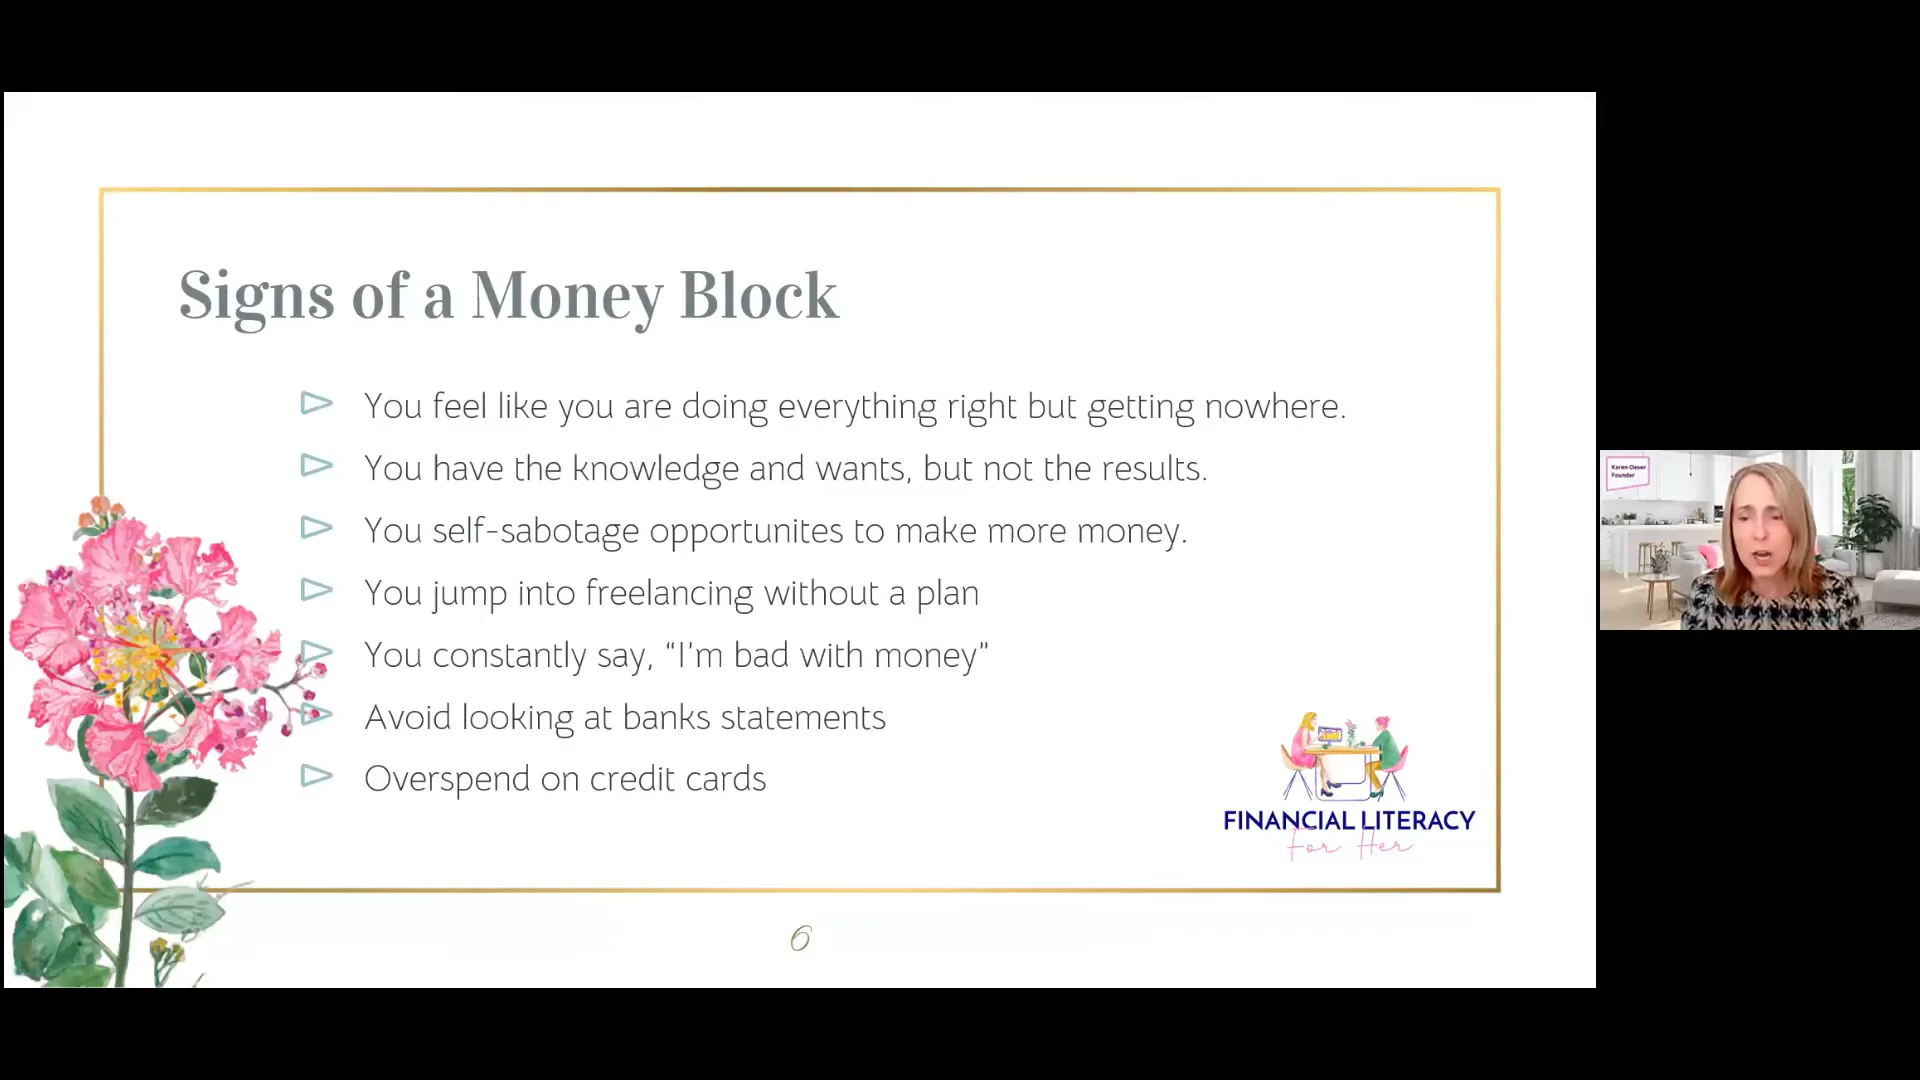 Signs of a Money Block
You feel like you are doing everything right but getting nowhere.
You have the knowledge and wants, but not the results.
You self-sabotage opportunites to make more money.
You jump into freelancing without a plan
You constantly say, “I'm bad with money”
Avoid looking at banks statements
Overspend on credit cards
FINANCIAL LITERACY
For Her
6
Karen Oeser
Founder